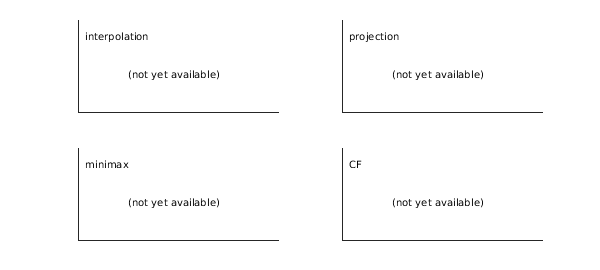 interpolation
(not yet available)
projection
(not yet available)
minimax
(not yet available)
CF
(not yet available)